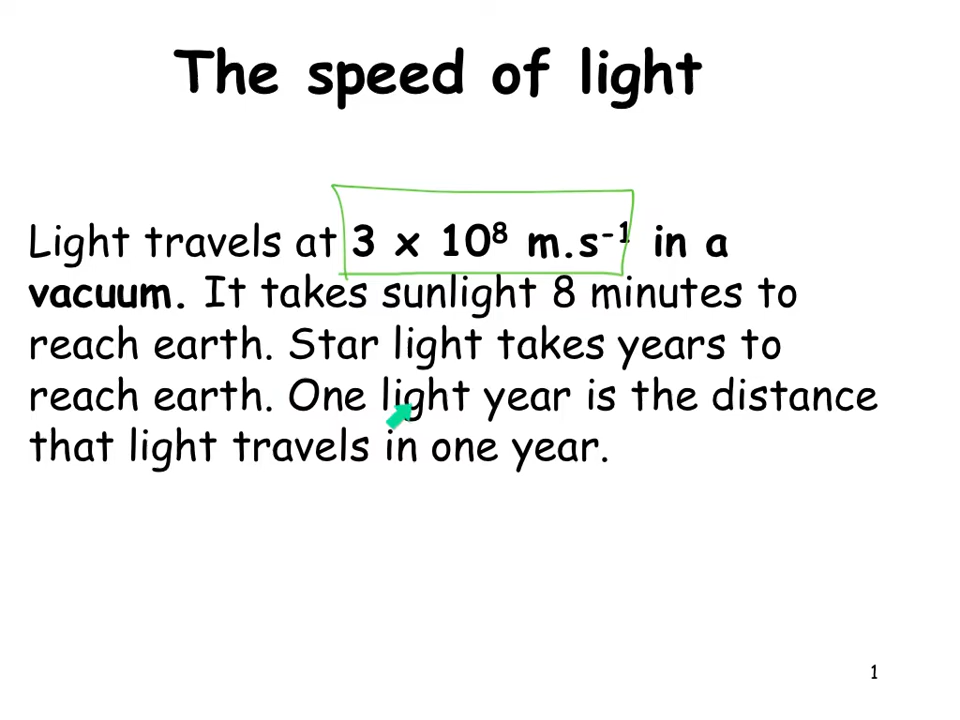 The speed of light
Light travels at 3 x 10⁸ m.s⁻¹ in a
vacuum. It takes sunlight 8 minutes to
reach earth. Star light takes years to
reach earth. One light year is the distance
that light travels in one year.
1